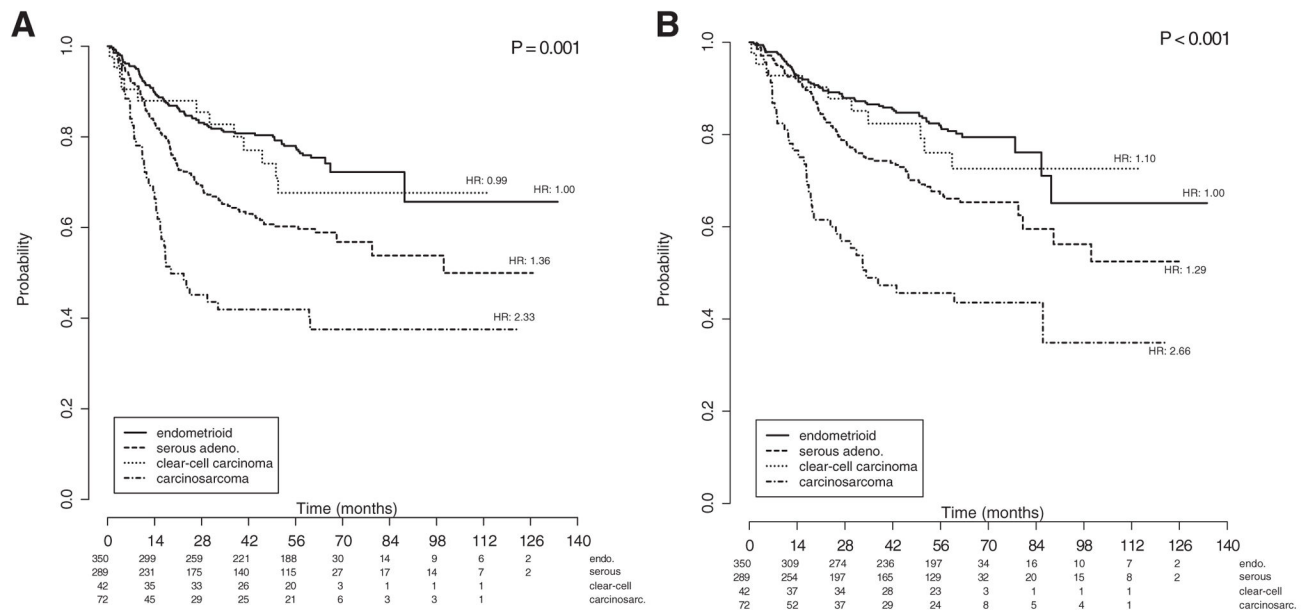 A
P = 0.001
Probability
1.0
0.8
0.6
0.4
0.2
0.0
HR: 0.99
HR: 1.00
HR: 1.36
HR: 2.33
endometrioid
serous adeno.
clear-cell carcinoma
carcinosarcoma
Time (months)
0 14 28 42 56 70 84 98 112 126 140
350 299 259 221 188 30 14 9 6 2 endo.
289 231 175 140 115 27 17 14 7 2 serous
42 35 33 26 20 3 1 1 1 clear-cell
72 45 29 25 21 6 3 3 1 carcinosarc.
B
P < 0.001
Probability
1.0
0.8
0.6
0.4
0.2
0.0
HR: 1.10
HR: 1.00
HR: 1.29
HR: 2.66
endometrioid
serous adeno.
clear-cell carcinoma
carcinosarcoma
Time (months)
0 14 28 42 56 70 84 98 112 126 140
350 309 274 236 197 34 16 10 7 2 endo.
289 254 197 165 129 32 20 15 8 2 serous
42 37 34 28 23 3 1 1 1 clear-cell
72 52 37 29 24 8 5 4 1 carcinosarc.